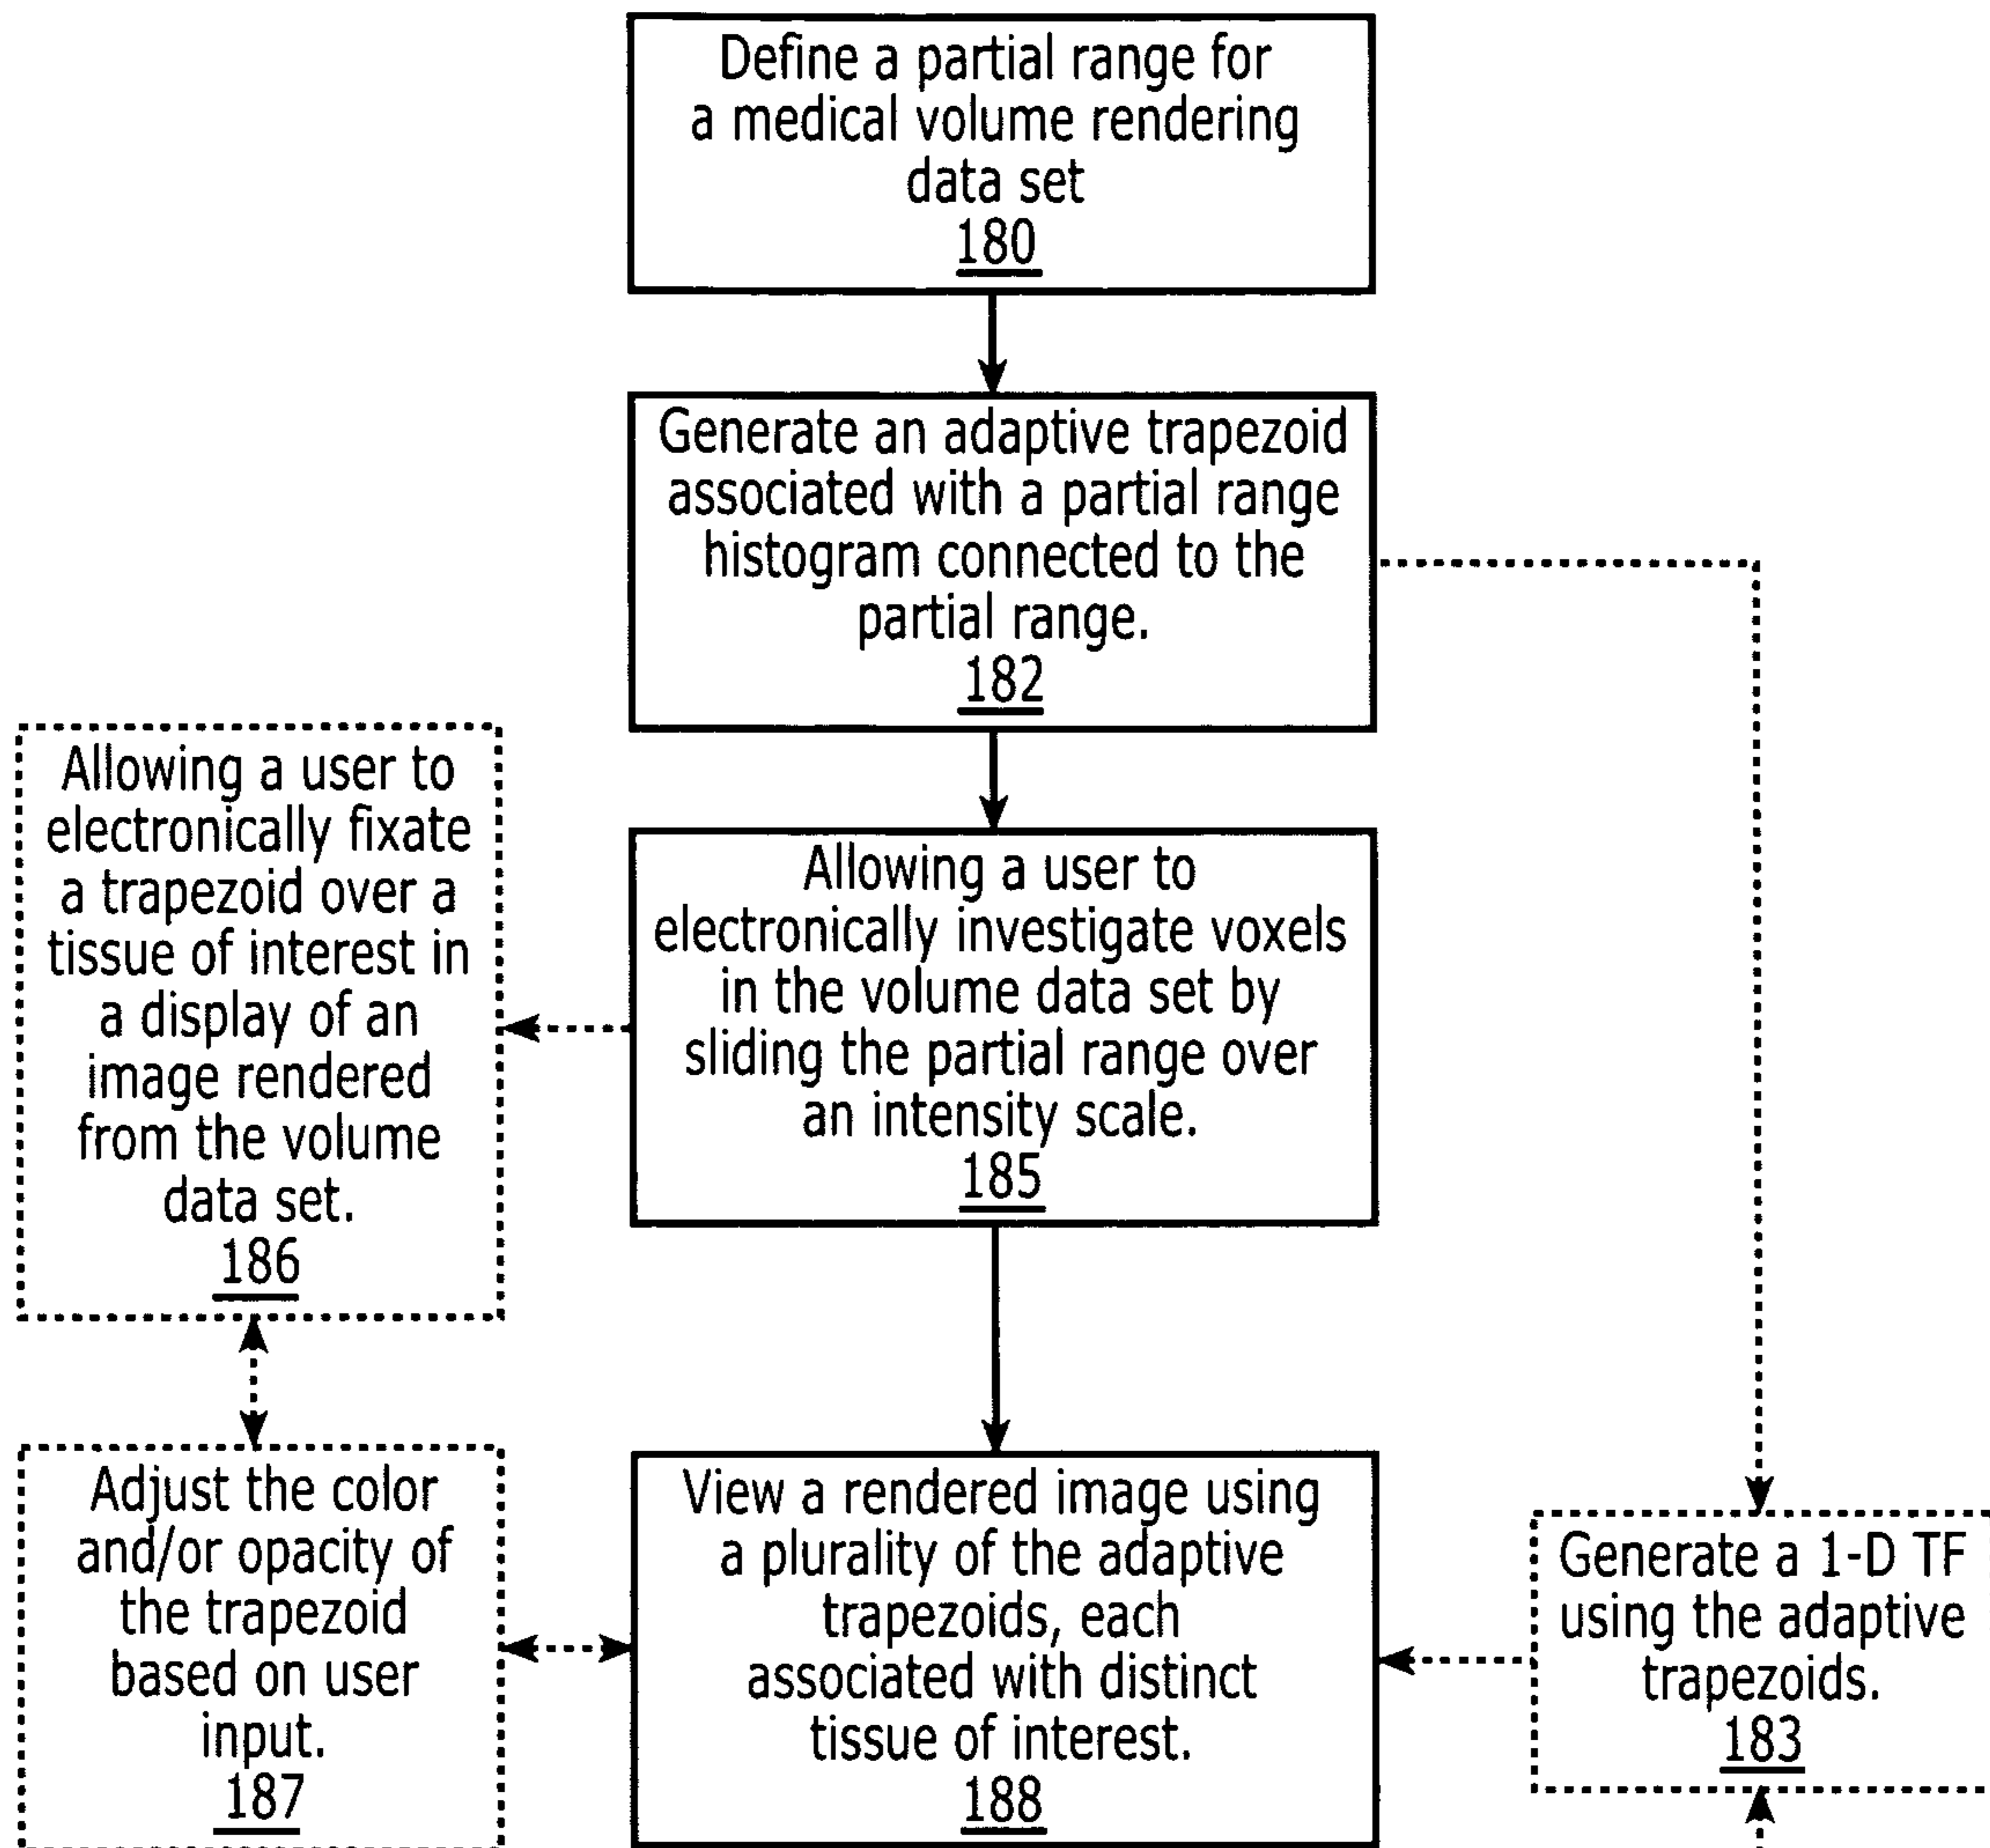 Define a partial range for
a medical volume rendering
data set
180
Generate an adaptive trapezoid
associated with a partial range
histogram connected to the
partial range.
182
Allowing a user to
electronically fixate
a trapezoid over a
tissue of interest in
a display of an
image rendered
from the volume
data set.
186
Allowing a user to
electronically investigate voxels
in the volume data set by
sliding the partial range over
an intensity scale.
185
Adjust the color
and/or opacity of
the trapezoid
based on user
input.
187
View a rendered image using
a plurality of the adaptive
trapezoids, each
associated with distinct
tissue of interest.
188
Generate a 1-D TF
using the adaptive
trapezoids.
183